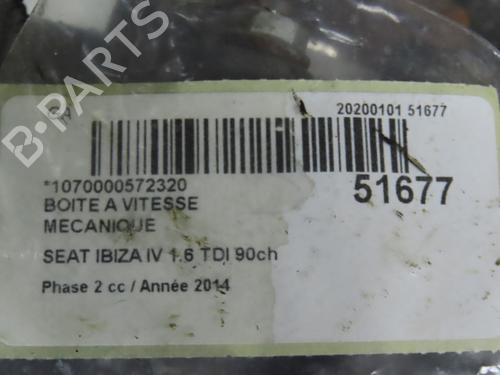 20200101 51677
*1070000572320
51677
BOITE A VITESSE
MECANIQUE
SEAT IBIZA IV 1.6 TDI 90ch
Phase 2 cc / Année 2014
B-PARTS